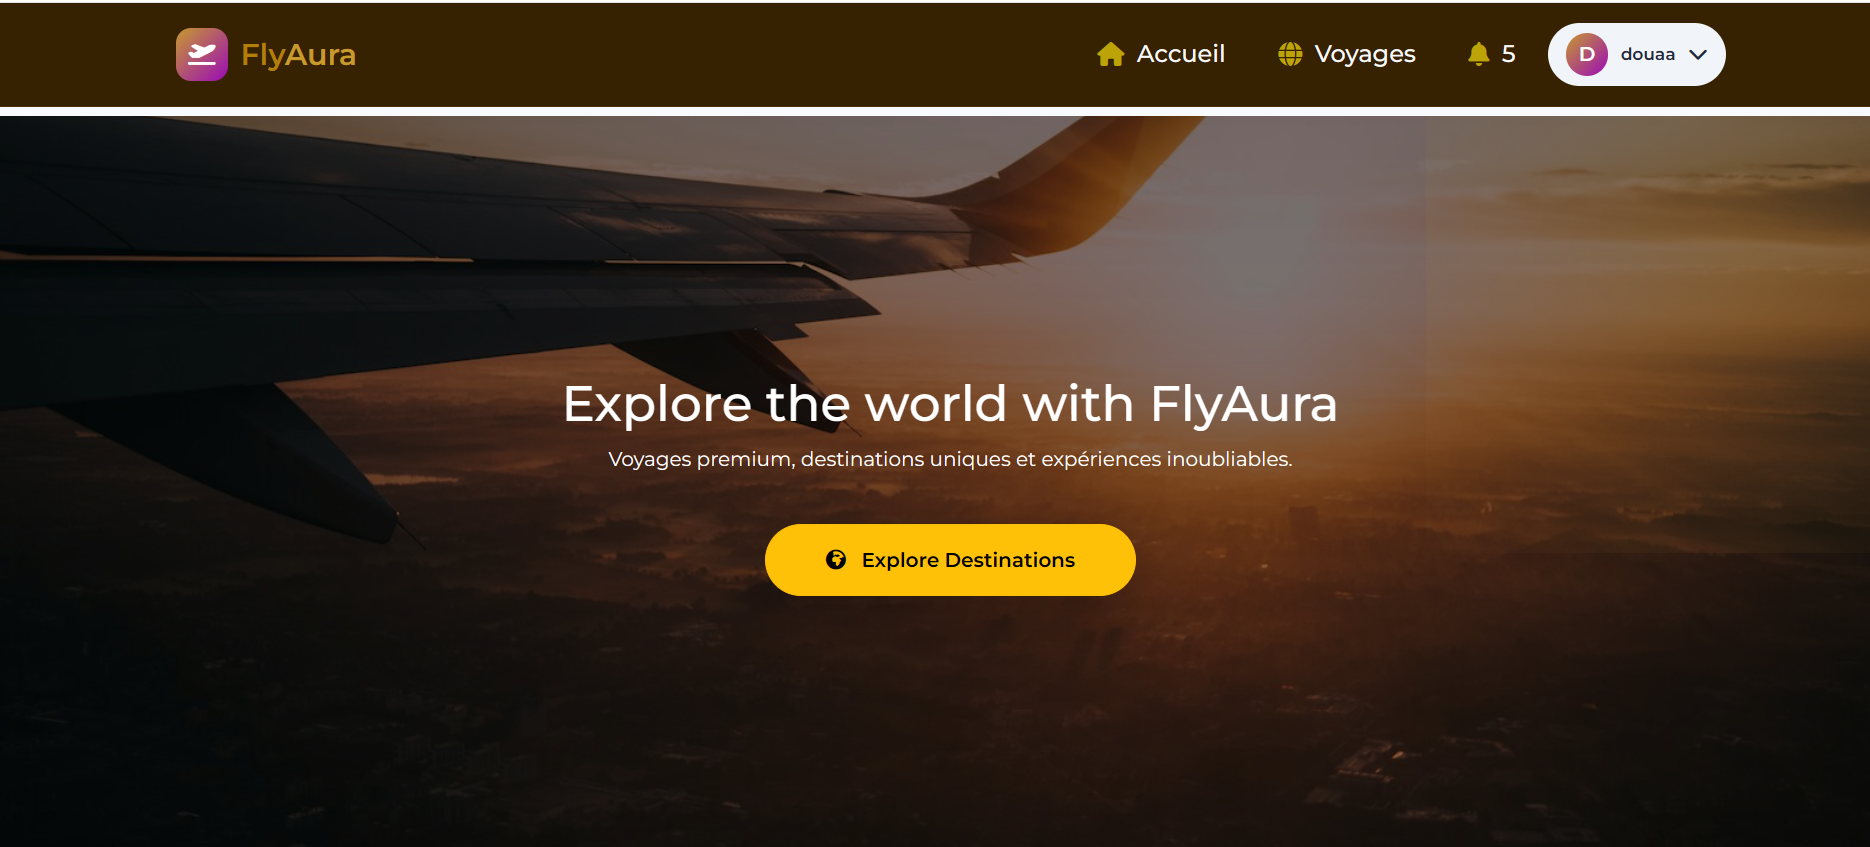 FlyAura
Accueil
Voyages
5
D
douaa
Explore the world with FlyAura
Voyages premium, destinations uniques et expériences inoubliables.
Explore Destinations